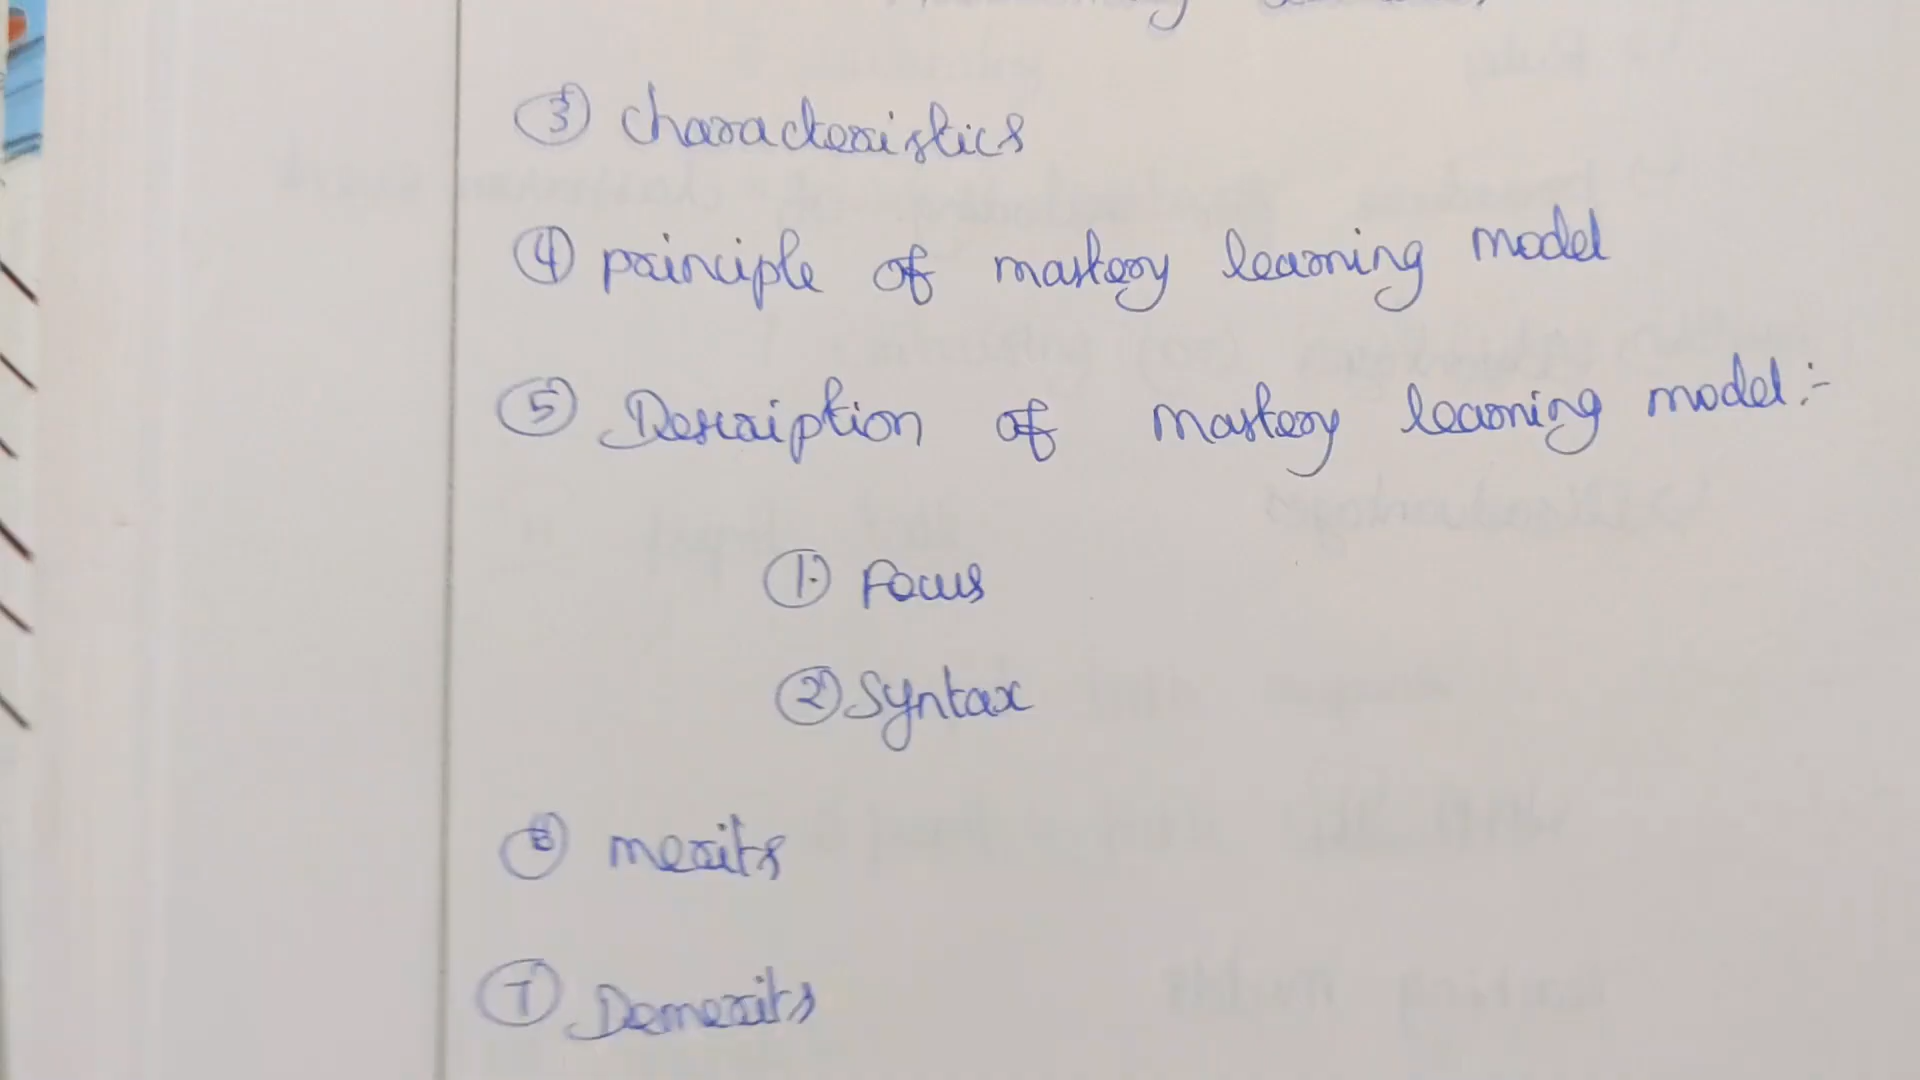 ③ characteristics
④ principle of mastery learning model
⑤ Description of mastery learning model :-
① Focus
② Syntax
⑥ merits
⑦ Demerits